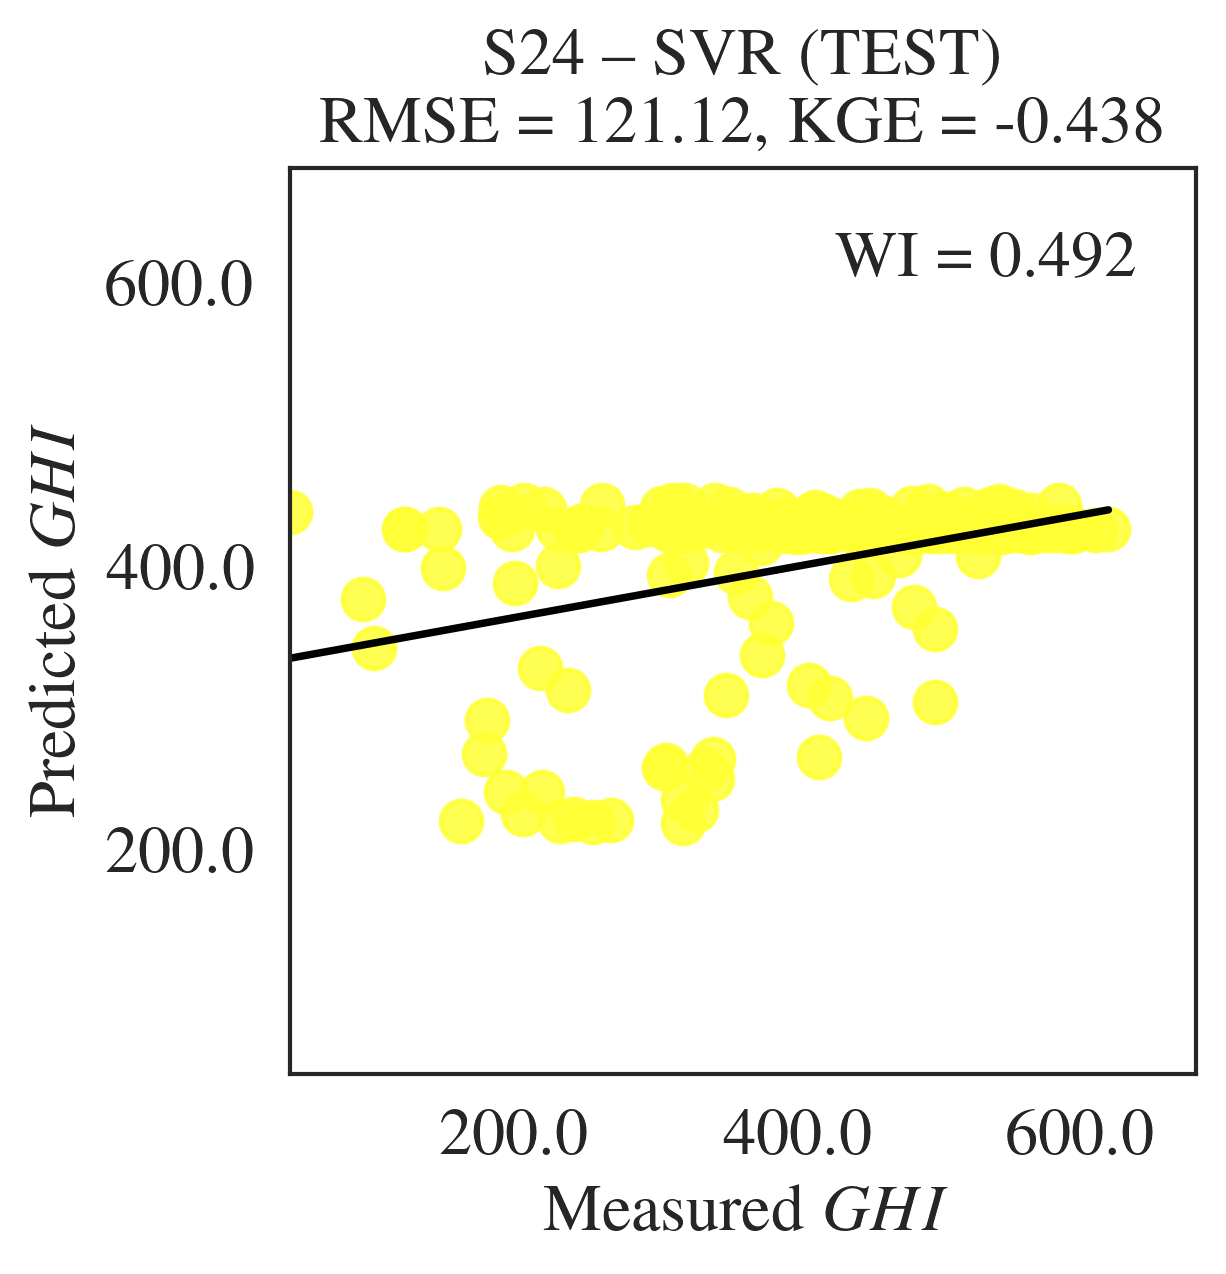 S24 – SVR (TEST)
RMSE = 121.12, KGE = -0.438
WI = 0.492
600.0
400.0
200.0
Predicted GHI
200.0 400.0 600.0
Measured GHI